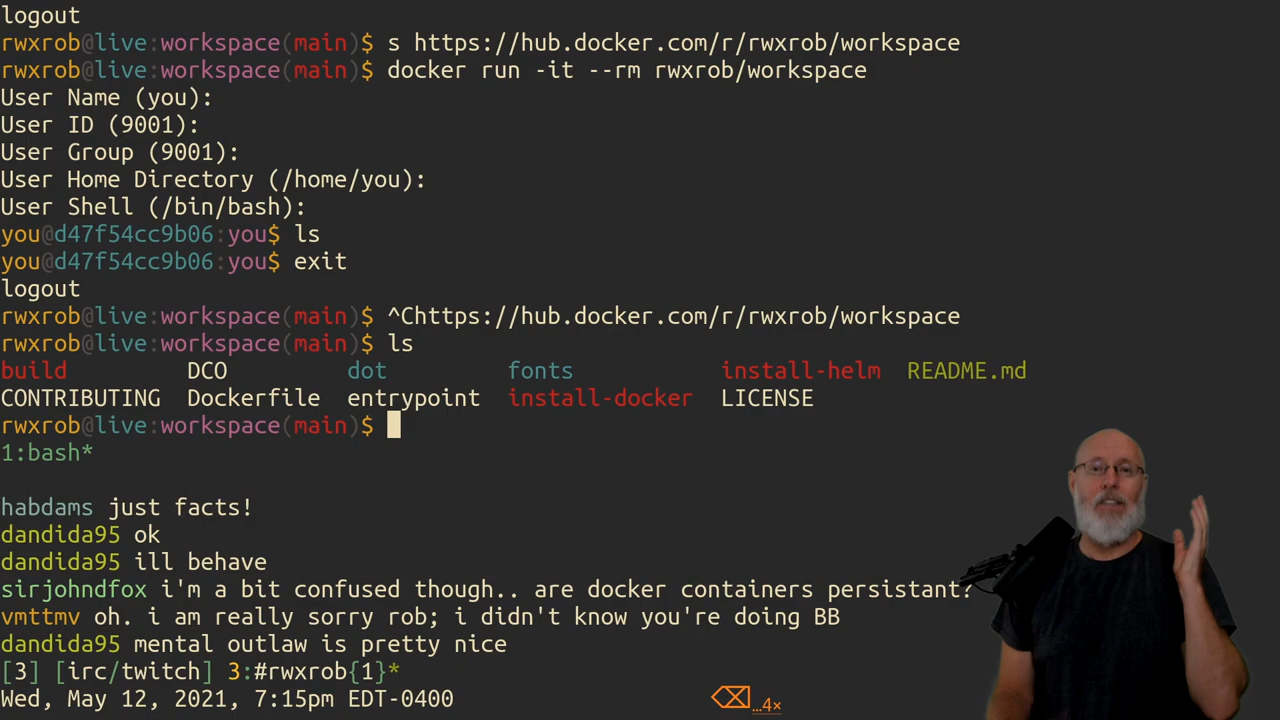 logout
rwxrob@live:workspace(main)$ s https://hub.docker.com/r/rwxrob/workspace
rwxrob@live:workspace(main)$ docker run -it --rm rwxrob/workspace
User Name (you):
User ID (9001):
User Group (9001):
User Home Directory (/home/you):
User Shell (/bin/bash):
you@d47f54cc9b06:you$ ls
you@d47f54cc9b06:you$ exit
logout
rwxrob@live:workspace(main)$ ^Chttps://hub.docker.com/r/rwxrob/workspace
rwxrob@live:workspace(main)$ ls
build DCO dot fonts install-helm README.md
CONTRIBUTING Dockerfile entrypoint install-docker LICENSE
rwxrob@live:workspace(main)$
1:bash*
habdams just facts!
dandida95 ok
dandida95 ill behave
sirjohndfox i'm a bit confused though.. are docker containers persistant?
vmttmv oh. i am really sorry rob; i didn't know you're doing BB
dandida95 mental outlaw is pretty nice
[3] [irc/twitch] 3:#rwxrob{1}*
Wed, May 12, 2021, 7:15pm EDT-0400 ⌫…4×